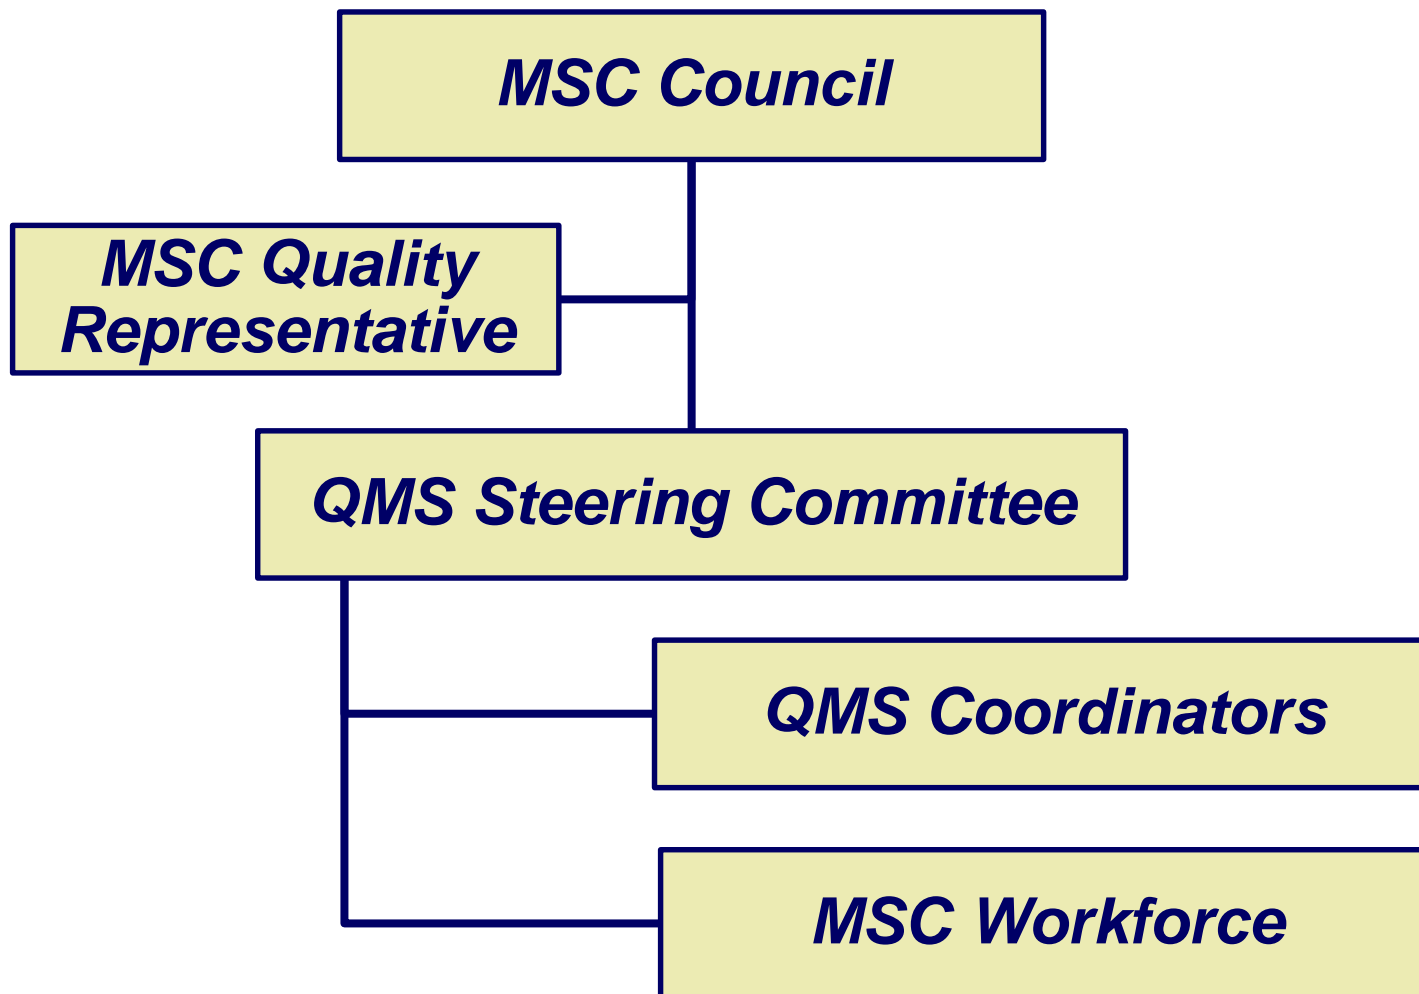 MSC Council
MSC Quality
Representative
QMS Steering Committee
QMS Coordinators
MSC Workforce